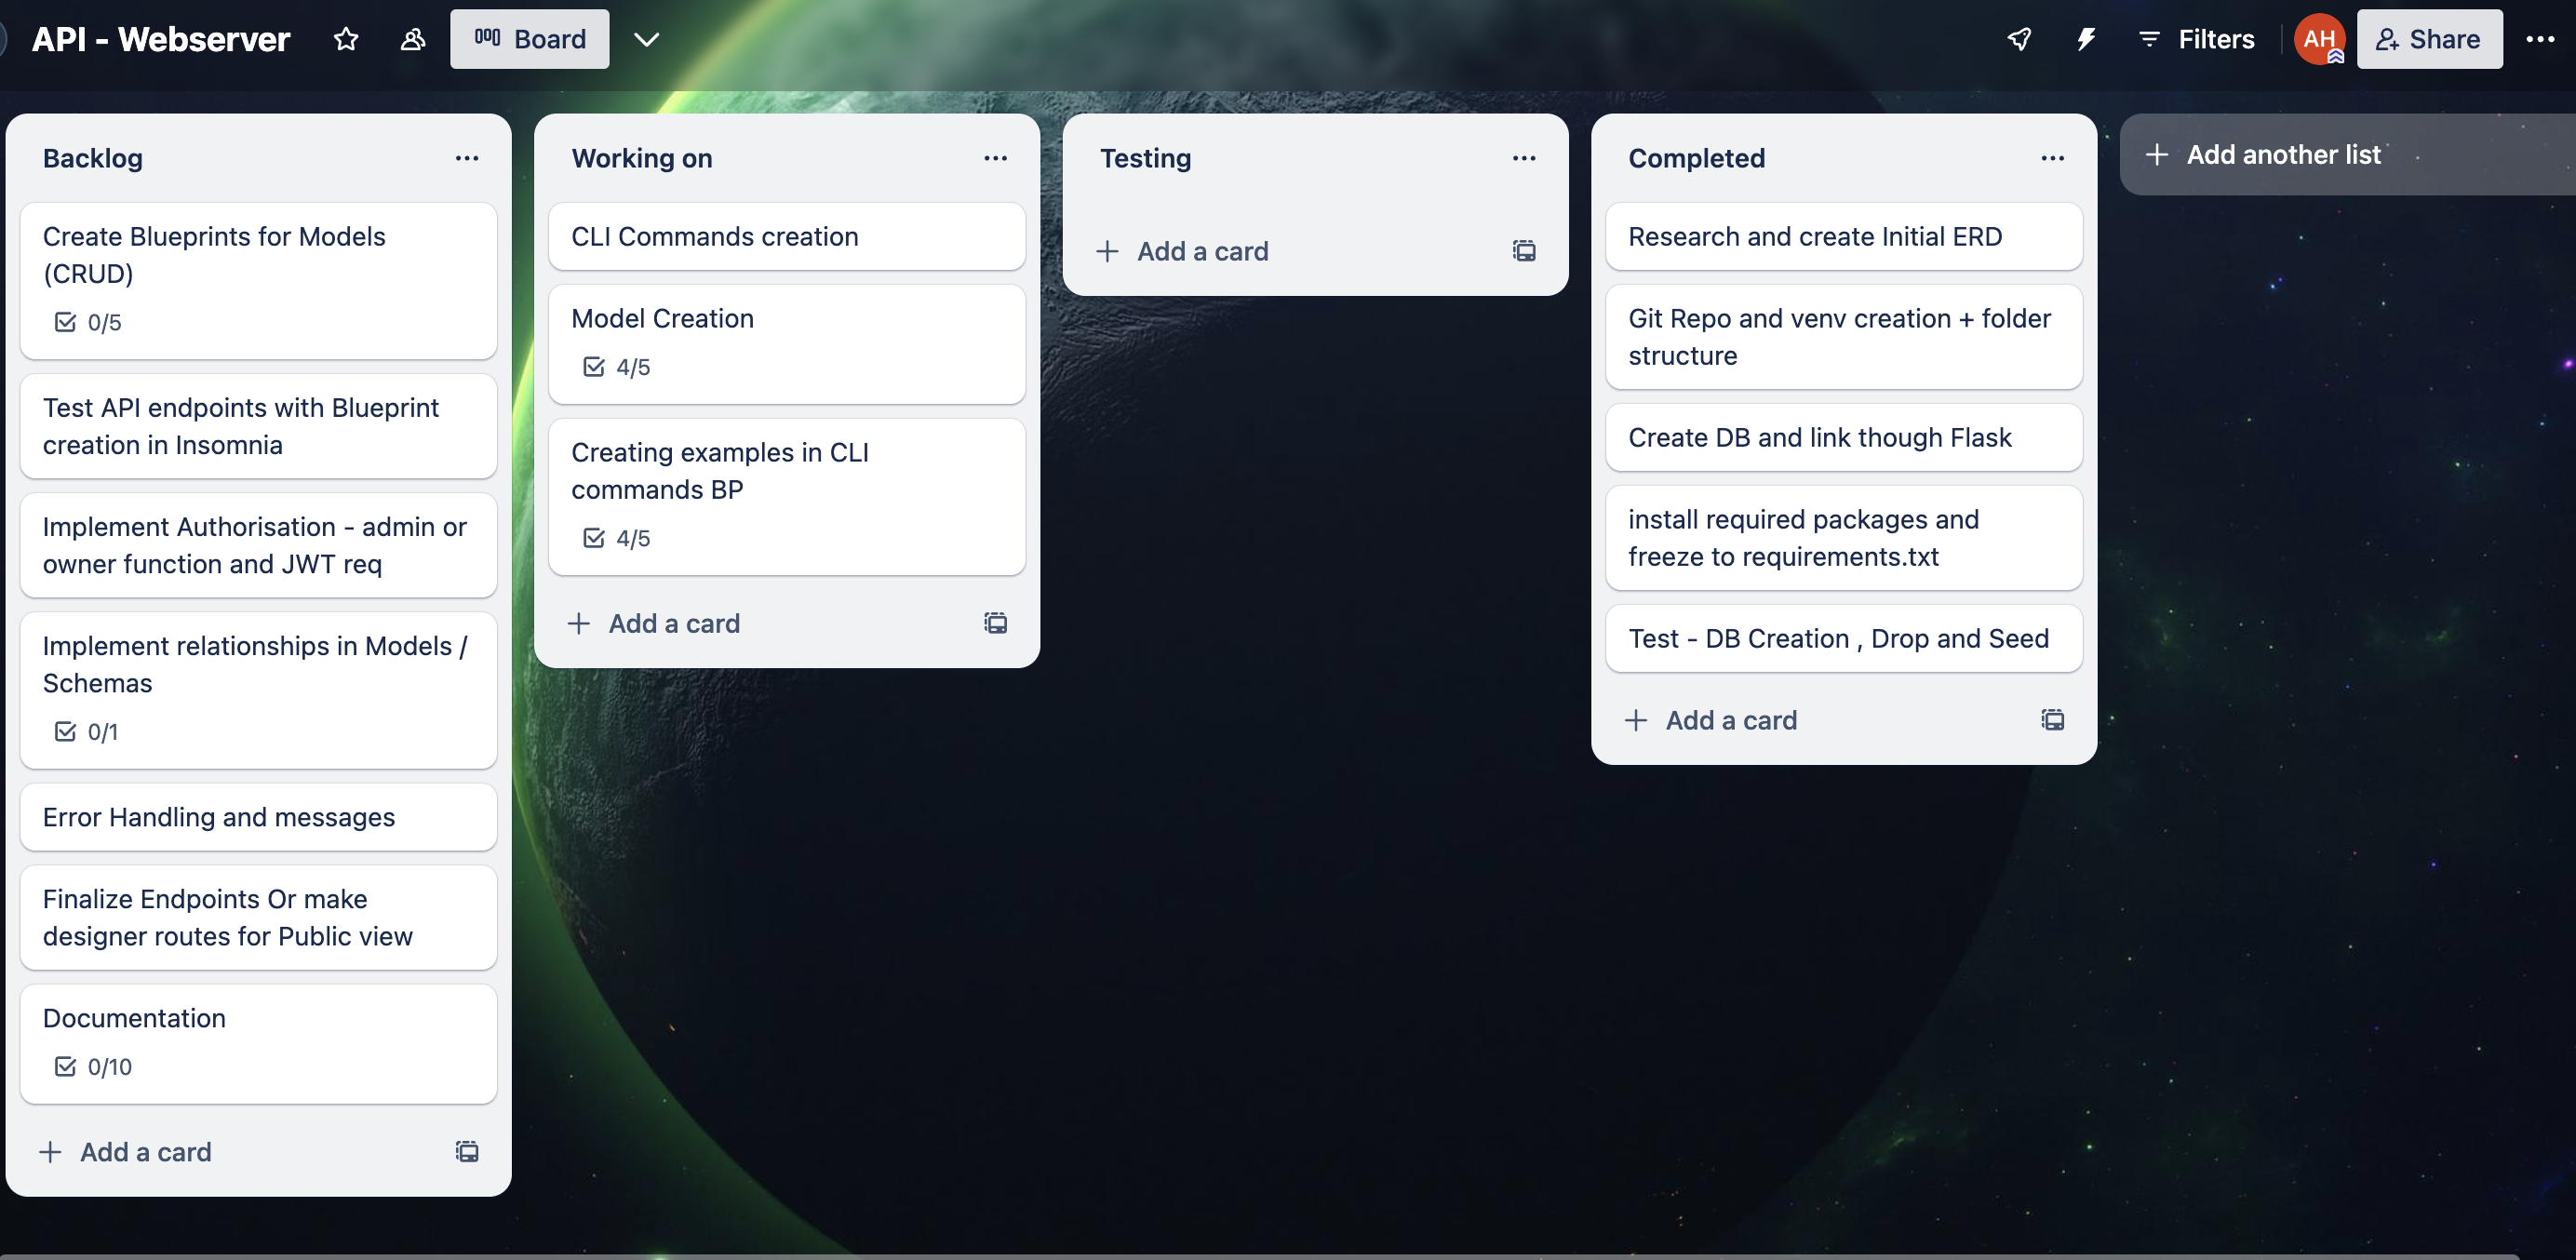 API - Webserver
Board
Filters
AH
Share
Backlog
Create Blueprints for Models
(CRUD)
0/5
Test API endpoints with Blueprint
creation in Insomnia
Implement Authorisation - admin or
owner function and JWT req
Implement relationships in Models /
Schemas
0/1
Error Handling and messages
Finalize Endpoints Or make
designer routes for Public view
Documentation
0/10
Add a card
Working on
CLI Commands creation
Model Creation
4/5
Creating examples in CLI
commands BP
4/5
Add a card
Testing
Add a card
Completed
Research and create Initial ERD
Git Repo and venv creation + folder
structure
Create DB and link though Flask
install required packages and
freeze to requirements.txt
Test - DB Creation , Drop and Seed
Add a card
Add another list